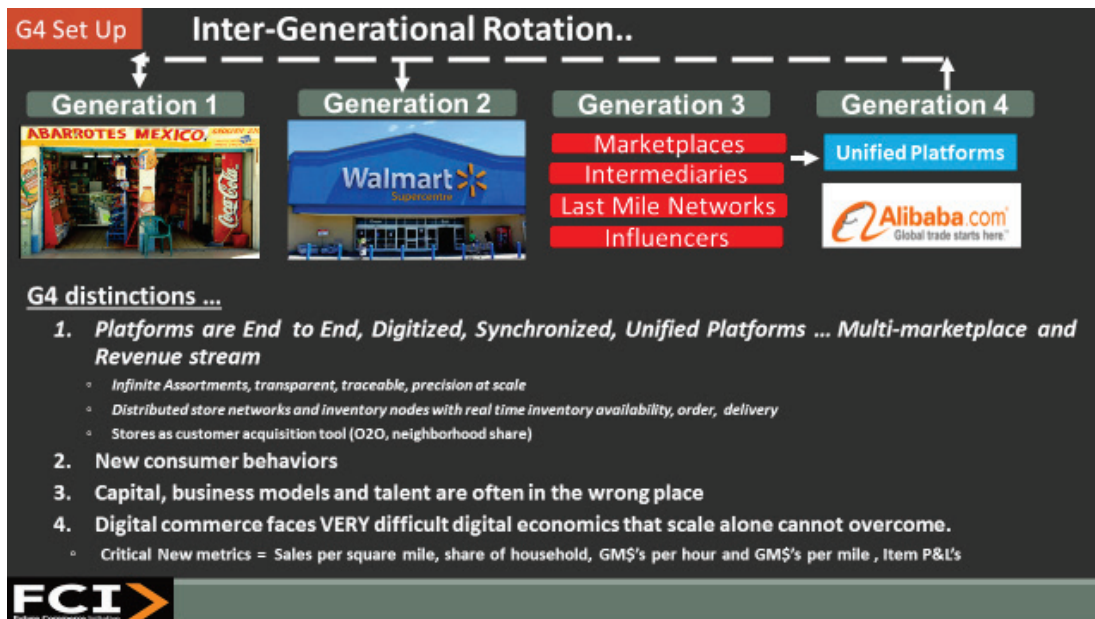 G4 Set Up
Inter-Generational Rotation..
Generation 1
Generation 2
Generation 3
Generation 4
ABARROTES MEXICO.
Coca-Cola
Walmart
Supercentre
Marketplaces
Intermediaries
Last Mile Networks
Influencers
Unified Platforms
Alibaba.com
Global trade starts here.™
G4 distinctions ...
1. Platforms are End to End, Digitized, Synchronized, Unified Platforms ... Multi-marketplace and
Revenue stream
◦ Infinite Assortments, transparent, traceable, precision at scale
◦ Distributed store networks and inventory nodes with real time inventory availability, order, delivery
◦ Stores as customer acquisition tool (O2O, neighborhood share)
2. New consumer behaviors
3. Capital, business models and talent are often in the wrong place
4. Digital commerce faces VERY difficult digital economics that scale alone cannot overcome.
◦ Critical New metrics = Sales per square mile, share of household, GM$'s per hour and GM$'s per mile , Item P&L's
FCI